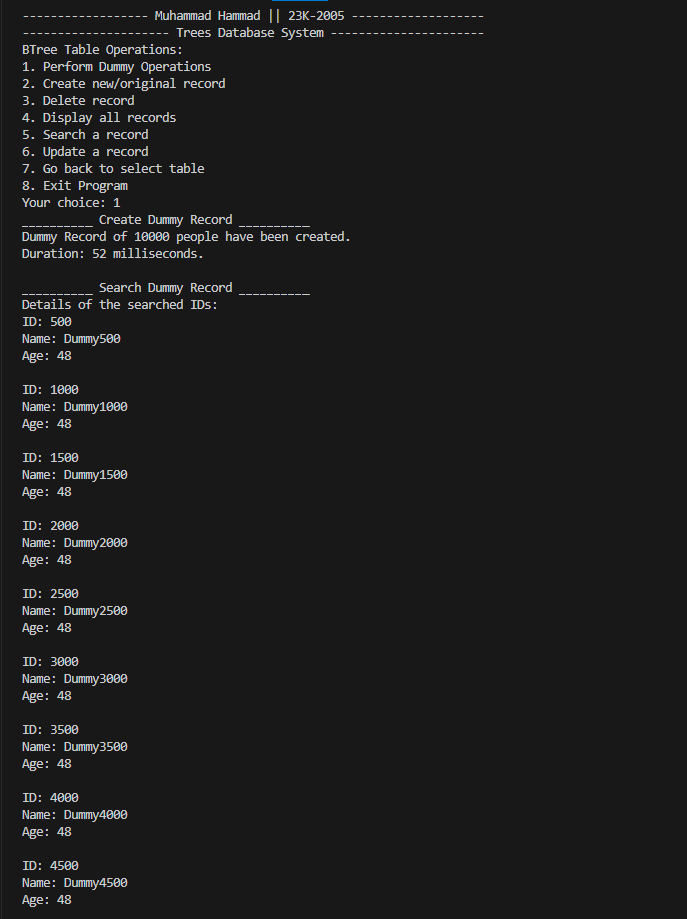 ------------------ Muhammad Hammad || 23K-2005 -------------------
--------------------- Trees Database System ----------------------
BTree Table Operations:
1. Perform Dummy Operations
2. Create new/original record
3. Delete record
4. Display all records
5. Search a record
6. Update a record
7. Go back to select table
8. Exit Program
Your choice: 1
__________ Create Dummy Record __________
Dummy Record of 10000 people have been created.
Duration: 52 milliseconds.
__________ Search Dummy Record __________
Details of the searched IDs:
ID: 500
Name: Dummy500
Age: 48
ID: 1000
Name: Dummy1000
Age: 48
ID: 1500
Name: Dummy1500
Age: 48
ID: 2000
Name: Dummy2000
Age: 48
ID: 2500
Name: Dummy2500
Age: 48
ID: 3000
Name: Dummy3000
Age: 48
ID: 3500
Name: Dummy3500
Age: 48
ID: 4000
Name: Dummy4000
Age: 48
ID: 4500
Name: Dummy4500
Age: 48